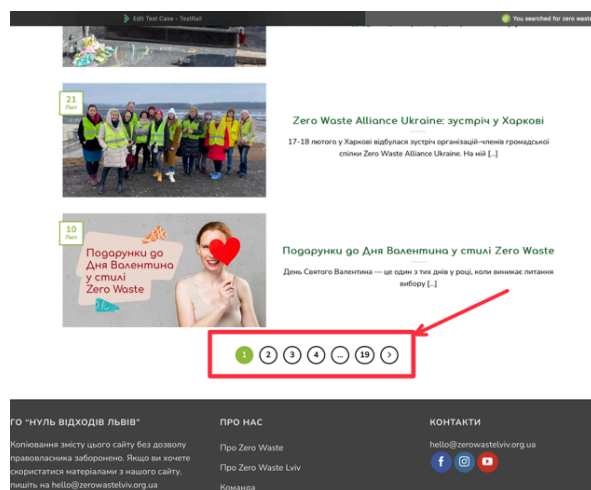 Edit Test Case - TestRail
You searched for zero waste
21
Лют
Zero Waste Alliance Ukraine: зустріч у Харкові
17-18 лютого у Харкові відбулася зустріч організацій-членів громадської
спілки Zero Waste Alliance Ukraine. На ній [...]
10
Лют
Подарунки до
Дня Валентина
у стилі
Zero Waste
Подарунки до Дня Валентина у стилі Zero Waste
День Святого Валентина — це один з тих днів у році, коли виникає питання
вибору [...]
1 2 3 4 ... 19
ГО “НУЛЬ ВІДХОДІВ ЛЬВІВ”
Копіювання змісту цього сайту без дозволу
правовласника заборонено. Якщо ви хочете
скористатися матеріалами з нашого сайту,
пишіть на hello@zerowastelviv.org.ua
ПРО НАС
Про Zero Waste
Про Zero Waste Lviv
Команда
КОНТАКТИ
hello@zerowastelviv.org.ua